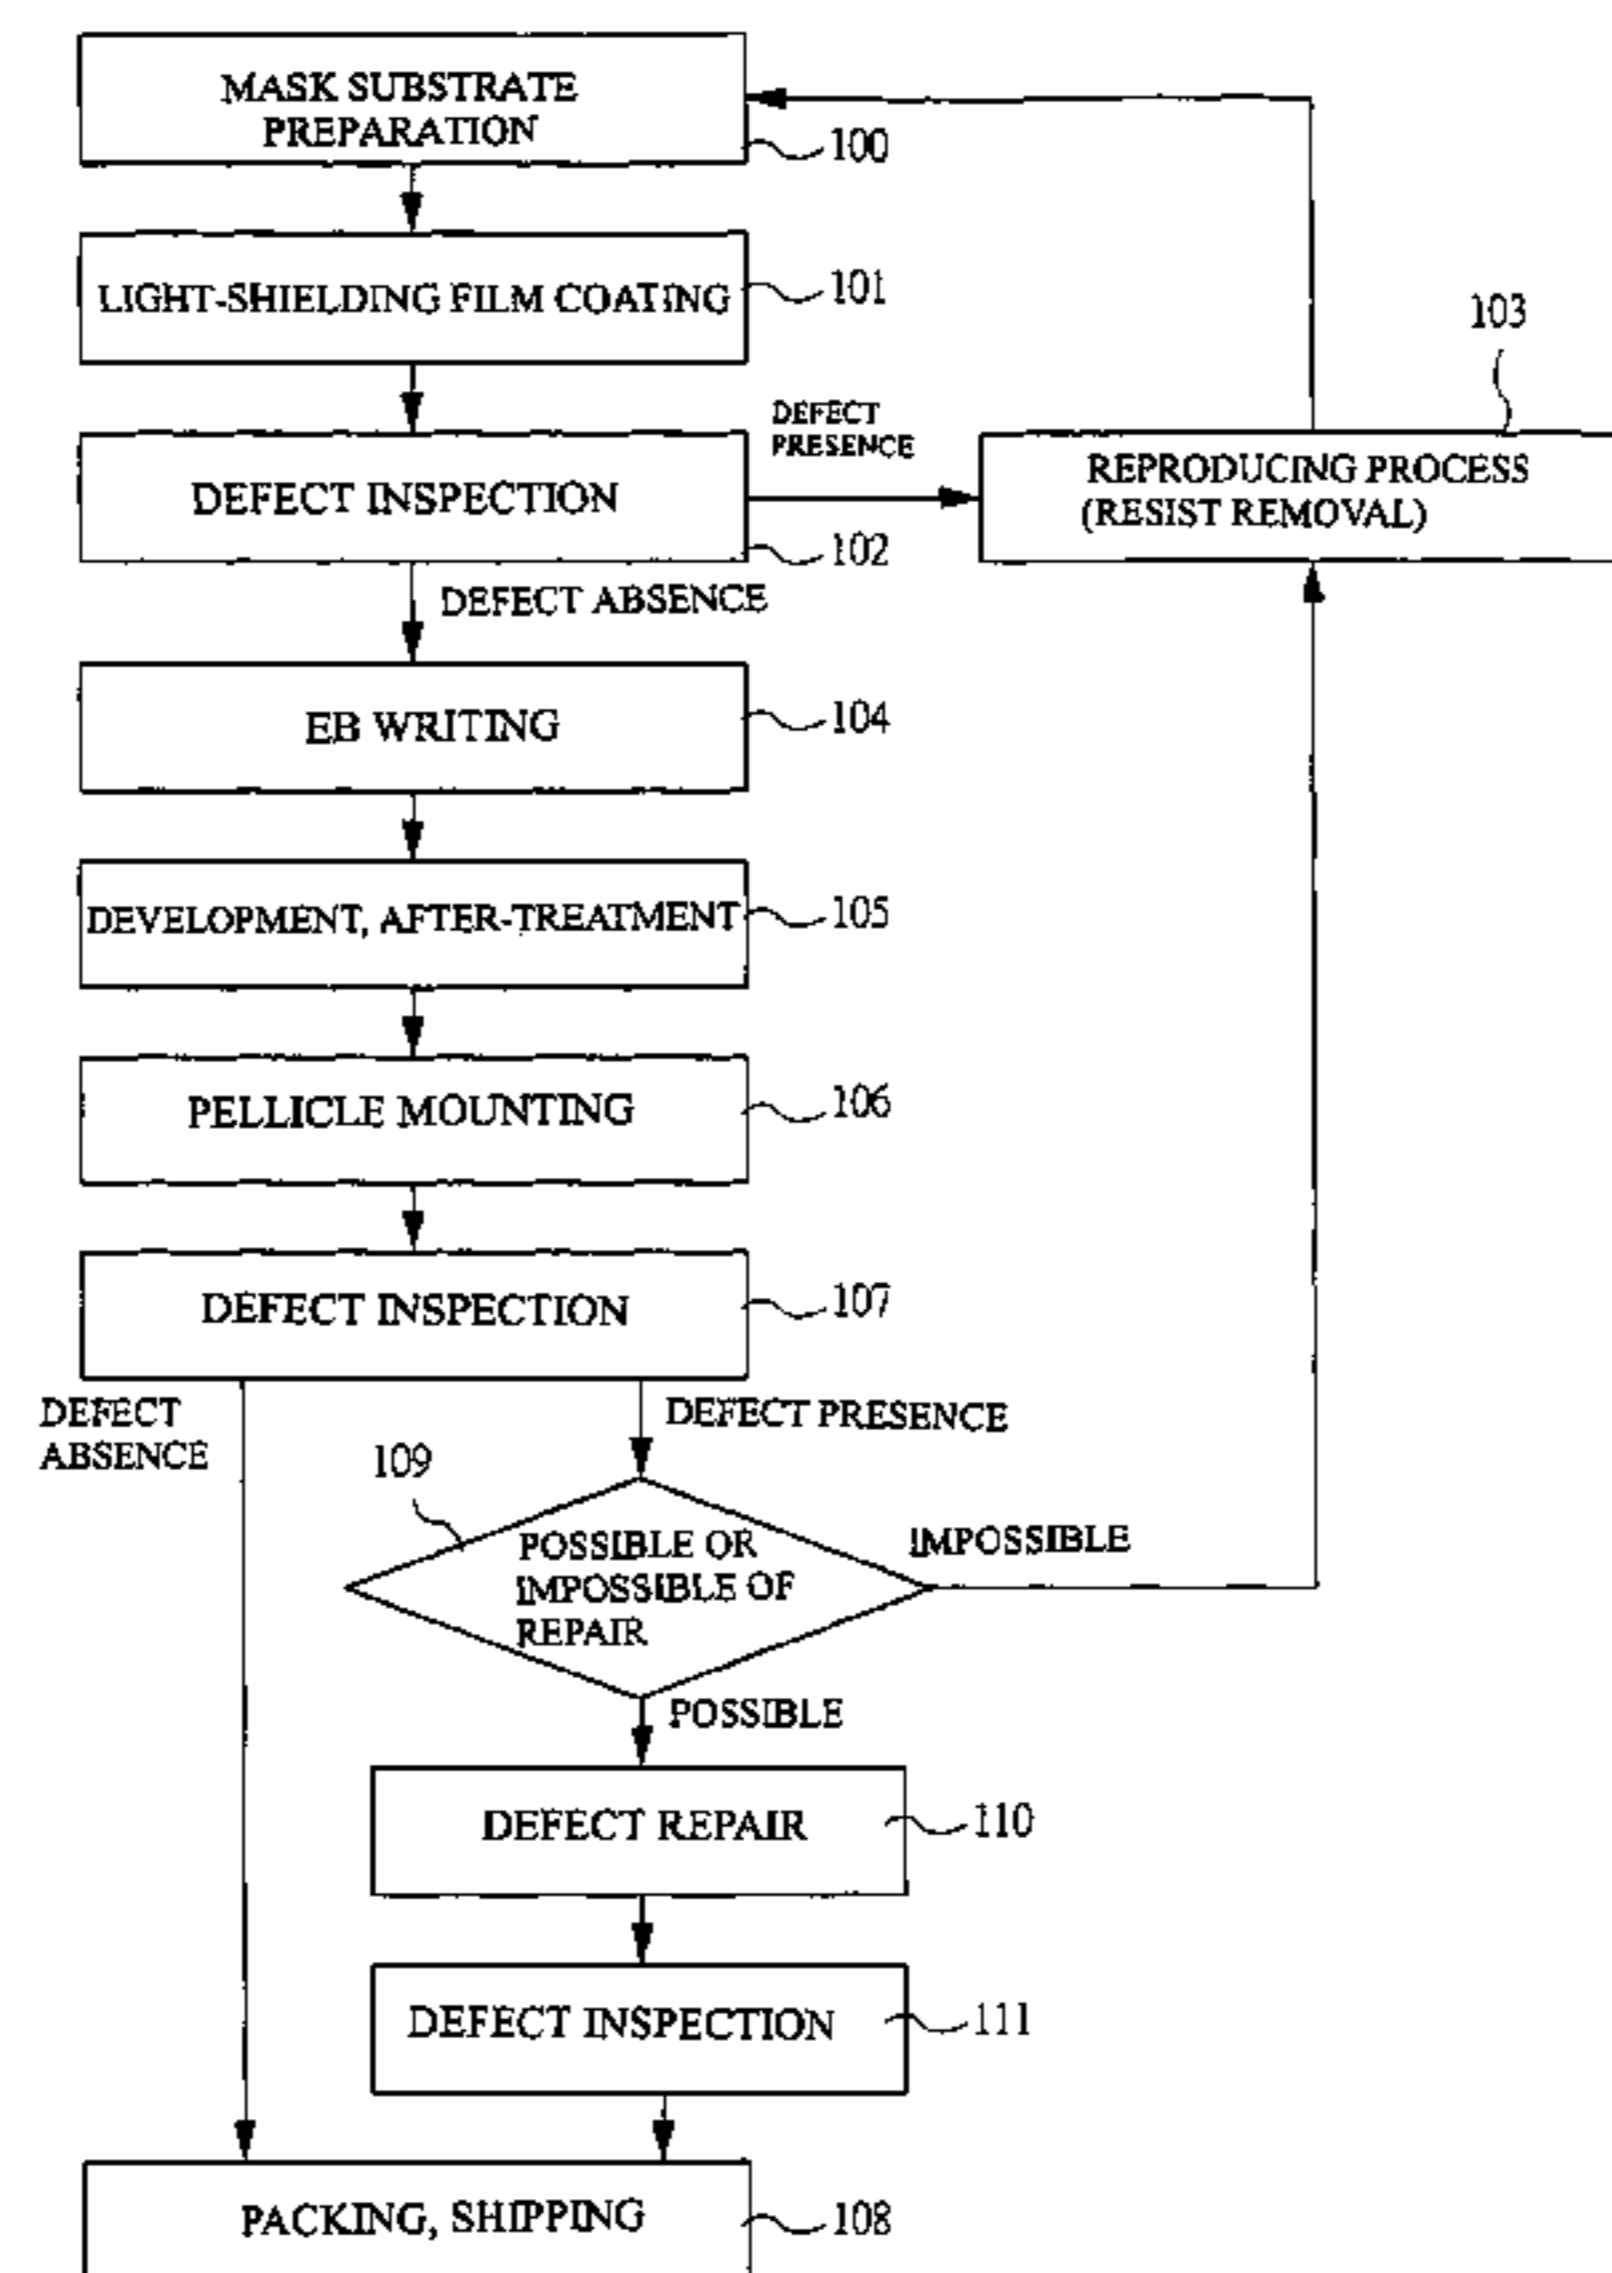 MASK SUBSTRATE
PREPARATION
100
LIGHT-SHIELDING FILM COATING
101
103
DEFECT
PRESENCE
DEFECT INSPECTION
102
REPRODUCING PROCESS
(RESIST REMOVAL)
DEFECT ABSENCE
EB WRITING
104
DEVELOPMENT, AFTER-TREATMENT
105
PELLICLE MOUNTING
106
DEFECT INSPECTION
107
DEFECT
ABSENCE
DEFECT PRESENCE
109
POSSIBLE OR
IMPOSSIBLE OF
REPAIR
IMPOSSIBLE
POSSIBLE
DEFECT REPAIR
110
DEFECT INSPECTION
111
PACKING, SHIPPING
108